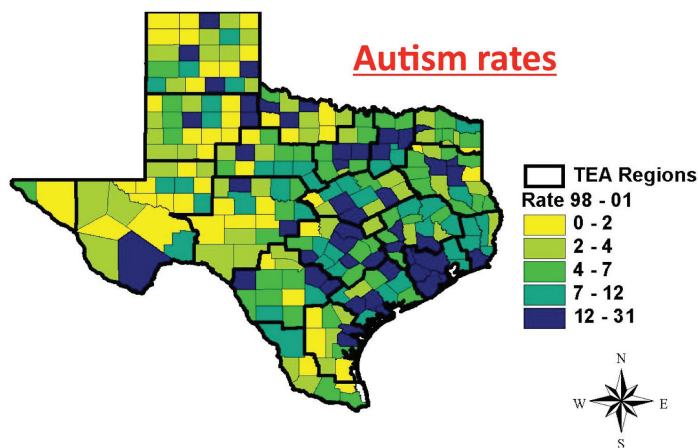 Autism rates
TEA Regions
Rate 98 - 01
0 - 2
2 - 4
4 - 7
7 - 12
12 - 31
N
W E
S